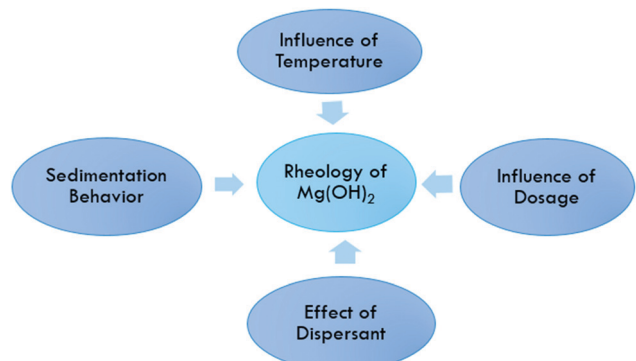 Influence of
Temperature
Sedimentation
Behavior
Rheology of
Mg(OH)₂
Influence of
Dosage
Effect of
Dispersant